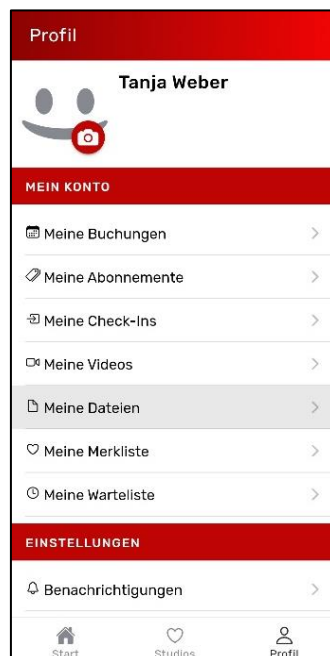 Profil
Tanja Weber
MEIN KONTO
Meine Buchungen
Meine Abonnemente
Meine Check-Ins
Meine Videos
Meine Dateien
Meine Merkliste
Meine Warteliste
EINSTELLUNGEN
Benachrichtigungen
Start
Studios
Profil